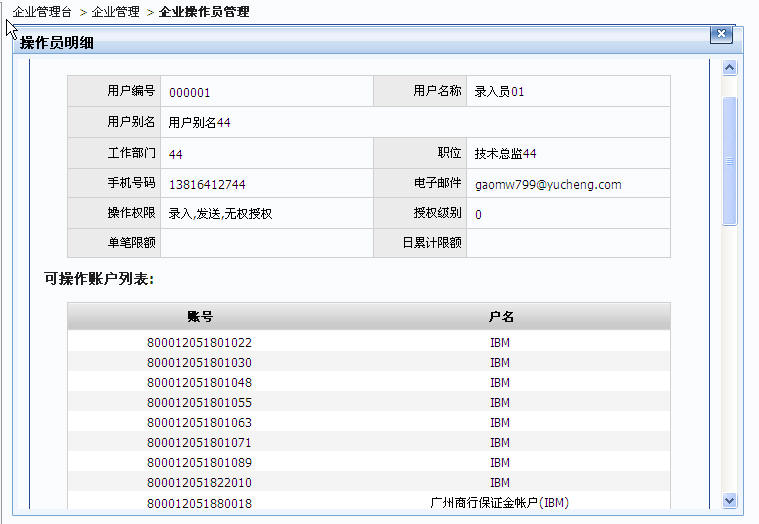 企业管理台 > 企业管理 > 企业操作员管理
操作员明细
用户编号 000001 用户名称 录入员01
用户别名 用户别名44
工作部门 44 职位 技术总监44
手机号码 13816412744 电子邮件 gaomw799@yucheng.com
操作权限 录入,发送,无权授权 授权级别 0
单笔限额 日累计限额
可操作账户列表:
账号 户名
800012051801022 IBM
800012051801030 IBM
800012051801048 IBM
800012051801055 IBM
800012051801063 IBM
800012051801071 IBM
800012051801089 IBM
800012051822010 IBM
800012051880018 广州商行保证金帐户(IBM)